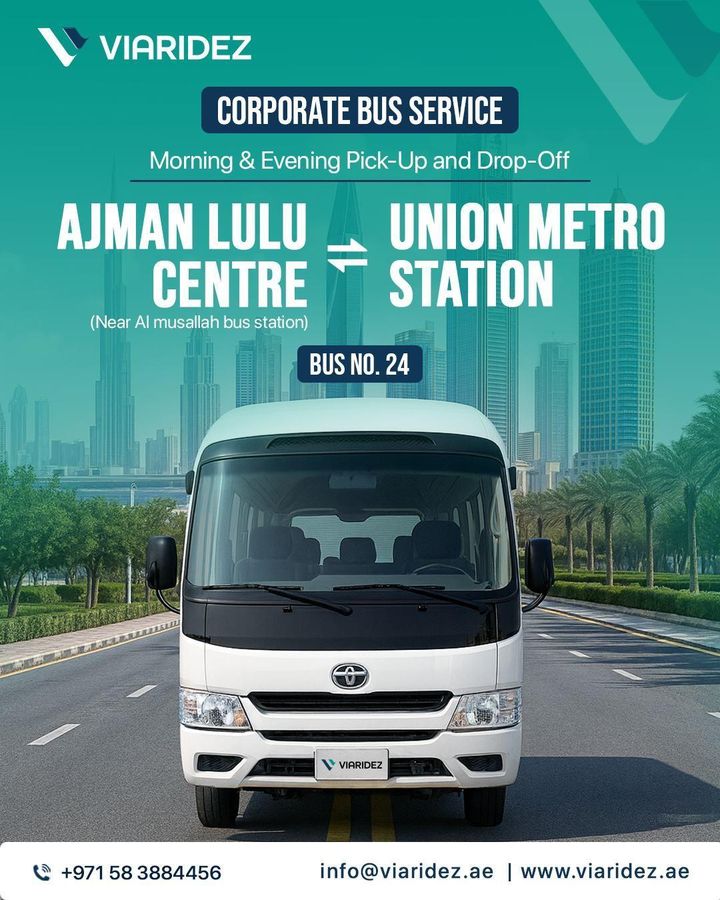 VIARIDEZ
CORPORATE BUS SERVICE
Morning & Evening Pick-Up and Drop-Off
AJMAN LULU
CENTRE
(Near Al musallah bus station)
⇌
UNION METRO
STATION
BUS NO. 24
VIARIDEZ
+971 58 3884456
info@viaridez.ae | www.viaridez.ae